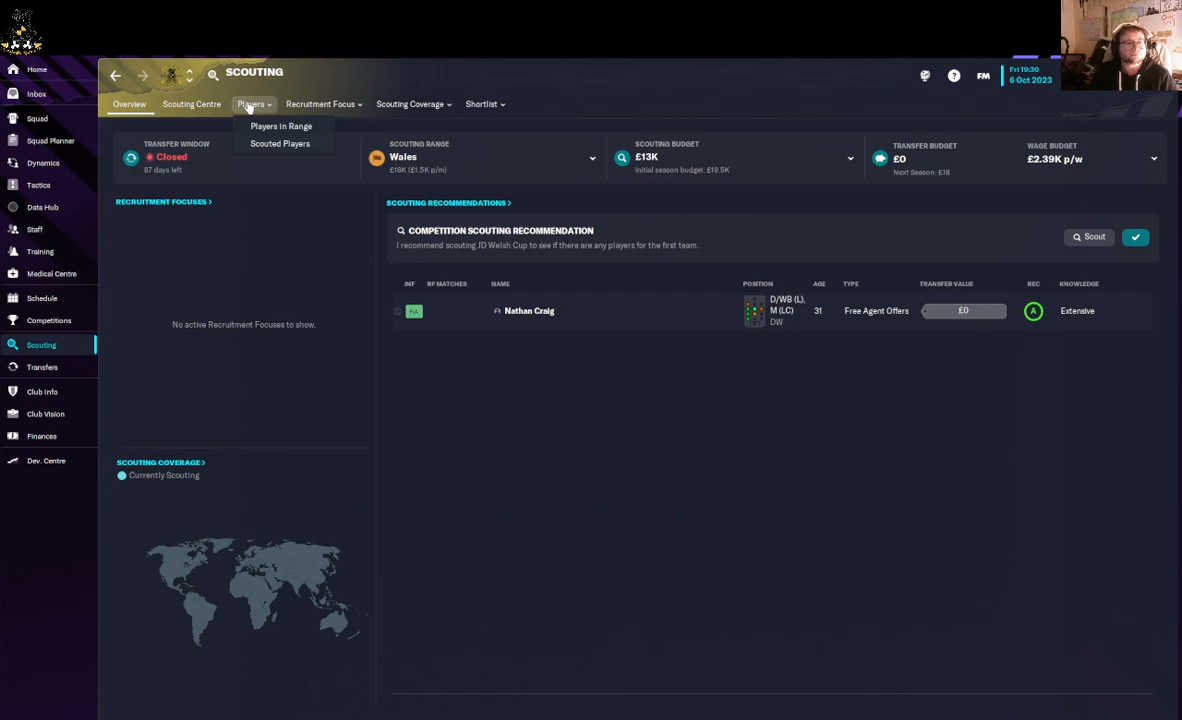 SCOUTING
Fri 19:30
6 Oct 2023
FM
Home
Inbox
Squad
Squad Planner
Dynamics
Tactics
Data Hub
Staff
Training
Medical Centre
Schedule
Competitions
Scouting
Transfers
Club Info
Club Vision
Finances
Dev. Centre
Overview
Scouting Centre
Players
Recruitment Focus
Scouting Coverage
Shortlist
Players In Range
Scouted Players
TRANSFER WINDOW
Closed
87 days left
SCOUTING RANGE
Wales
£18K (£1.5K p/m)
SCOUTING BUDGET
£13K
Initial season budget: £19.5K
TRANSFER BUDGET
£0
Next Season: £18
WAGE BUDGET
£2.39K p/w
RECRUITMENT FOCUSES >
No active Recruitment Focuses to show.
SCOUTING COVERAGE >
Currently Scouting
SCOUTING RECOMMENDATIONS >
COMPETITION SCOUTING RECOMMENDATION
I recommend scouting JD Welsh Cup to see if there are any players for the first team.
Scout
INF RF MATCHES NAME POSITION AGE TYPE TRANSFER VALUE REC KNOWLEDGE
Nathan Craig
D/WB (L),
M (LC)
DW
31
Free Agent Offers
£0
A
Extensive